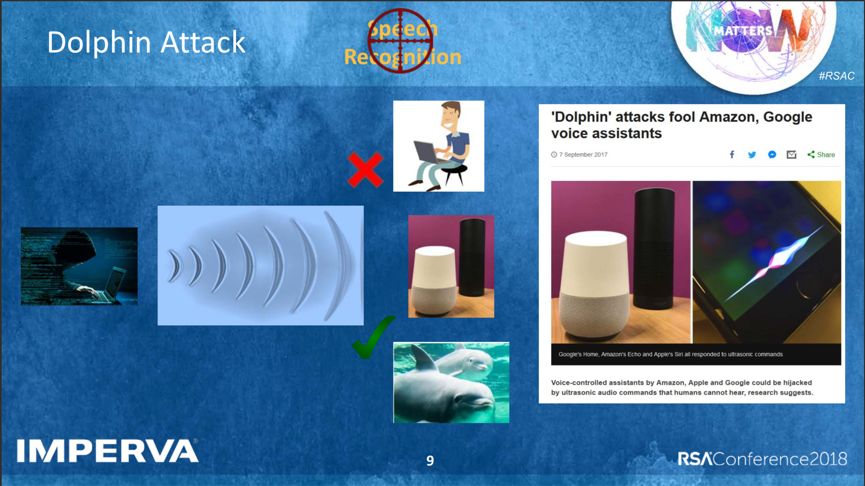 Dolphin Attack
Speech
Recognition
NOW
MATTERS
#RSAC
'Dolphin' attacks fool Amazon, Google
voice assistants
7 September 2017
Share
Google's Home, Amazon's Echo and Apple's Siri all responded to ultrasonic commands
Voice-controlled assistants by Amazon, Apple and Google could be hijacked
by ultrasonic audio commands that humans cannot hear, research suggests.
IMPERVA®
9
RSAConference2018